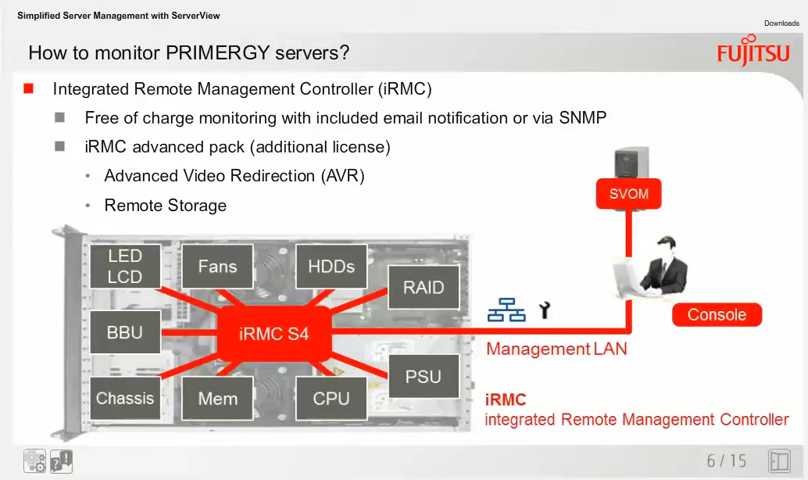 Simplified Server Management with ServerView
Downloads
How to monitor PRIMERGY servers?
FUJITSU
Integrated Remote Management Controller (iRMC)
Free of charge monitoring with included email notification or via SNMP
iRMC advanced pack (additional license)
Advanced Video Redirection (AVR)
Remote Storage
SVOM
LED
LCD
Fans
HDDs
RAID
BBU
iRMC S4
Console
Management LAN
Chassis
Mem
CPU
PSU
iRMC
integrated Remote Management Controller
6 / 15